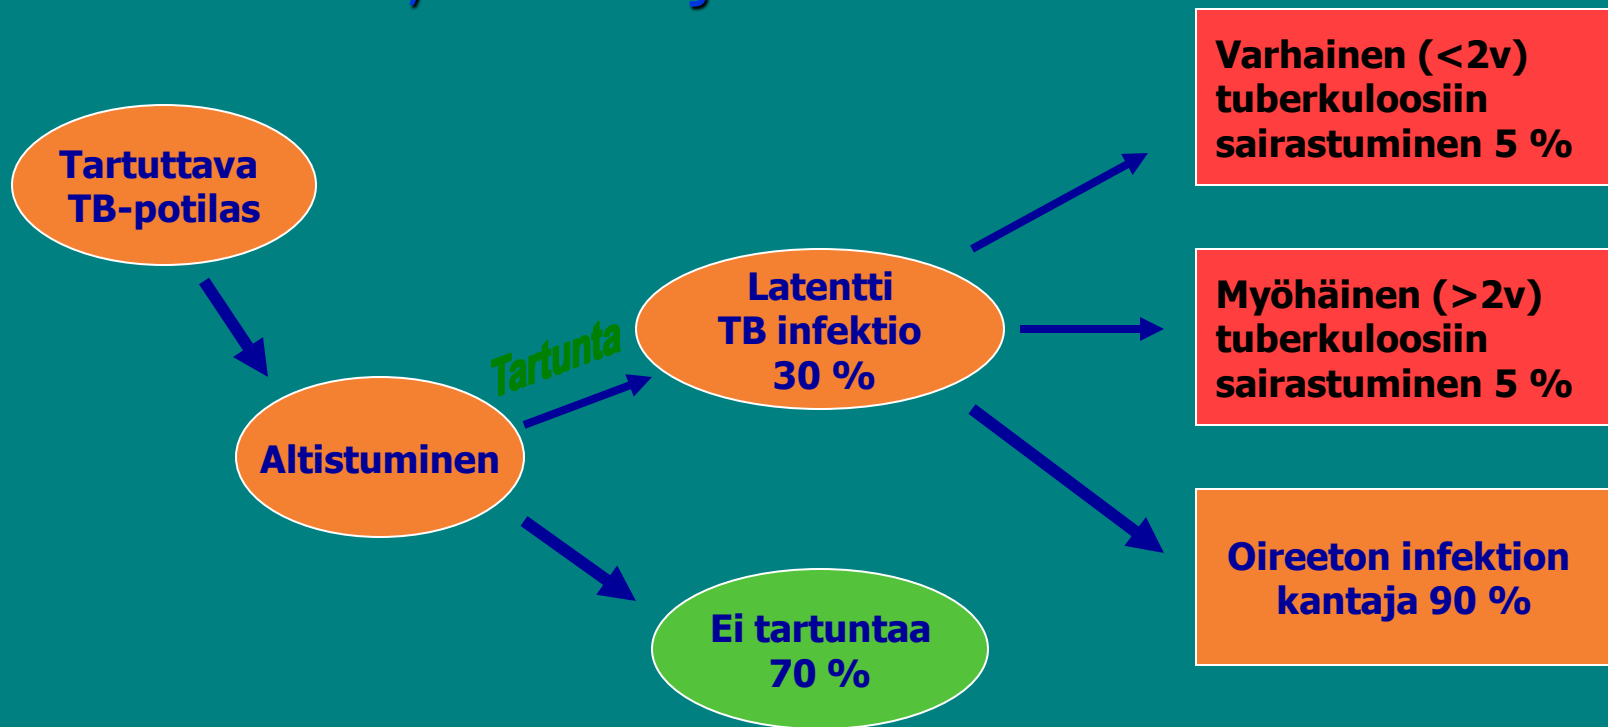 Tartuttava
TB-potilas
Altistuminen
Tartunta
Latentti
TB infektio
30 %
Ei tartuntaa
70 %
Varhainen (<2v)
tuberkuloosiin
sairastuminen 5 %
Myöhäinen (>2v)
tuberkuloosiin
sairastuminen 5 %
Oireeton infektion
kantaja 90 %